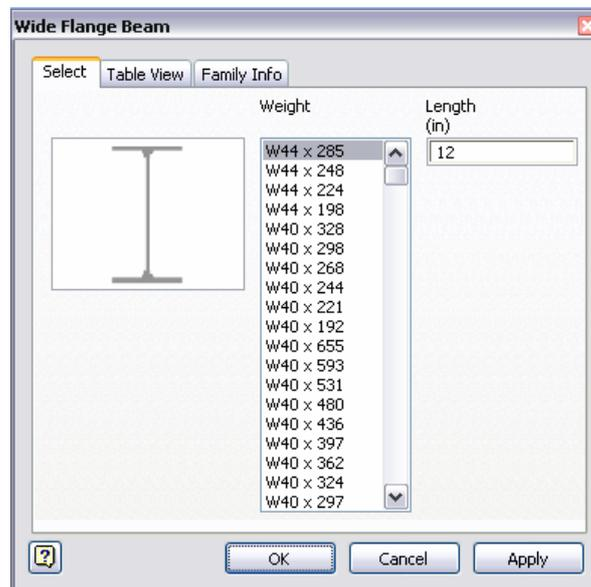 Wide Flange Beam
Select Table View Family Info
Weight
Length
(in)
12
W44 x 285
W44 x 248
W44 x 224
W44 x 198
W40 x 328
W40 x 298
W40 x 268
W40 x 244
W40 x 221
W40 x 192
W40 x 655
W40 x 593
W40 x 531
W40 x 480
W40 x 436
W40 x 397
W40 x 362
W40 x 324
W40 x 297
? OK Cancel Apply